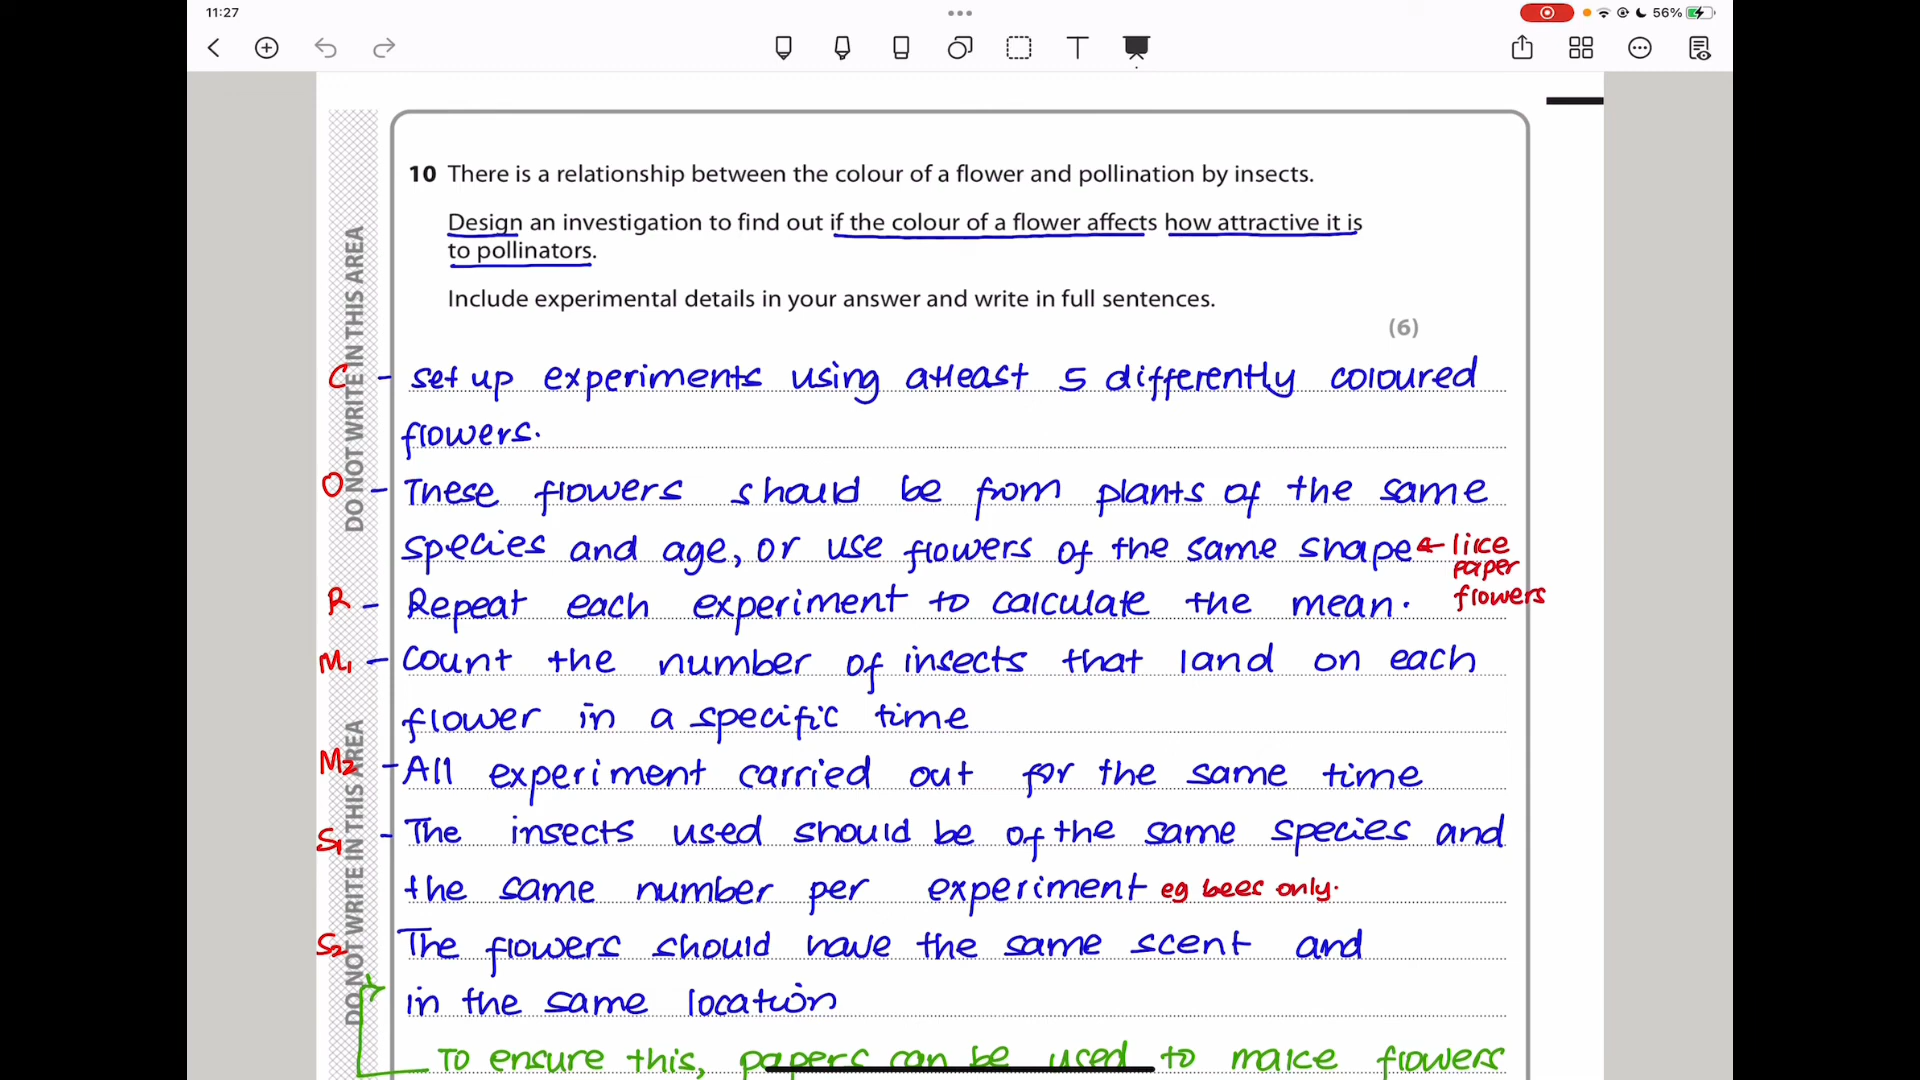 11:27
56%
10 There is a relationship between the colour of a flower and pollination by insects.
Design an investigation to find out if the colour of a flower affects how attractive it is
to pollinators.
Include experimental details in your answer and write in full sentences.
(6)
C - set up experiments using atleast 5 differently coloured
flowers.
O - These flowers should be from plants of the same
species and age, or use flowers of the same shape ← like
paper
flowers
R - Repeat each experiment to calculate the mean.
M1 - count the number of insects that land on each
flower in a specific time
M2 - All experiment carried out for the same time
S1 - The insects used should be of the same species and
the same number per experiment eg bees only.
S2 The flowers should have the same scent and
in the same location
To ensure this, papers can be used to make flowers
DO NOT WRITE IN THIS AREA
DO NOT WRITE IN THIS AREA